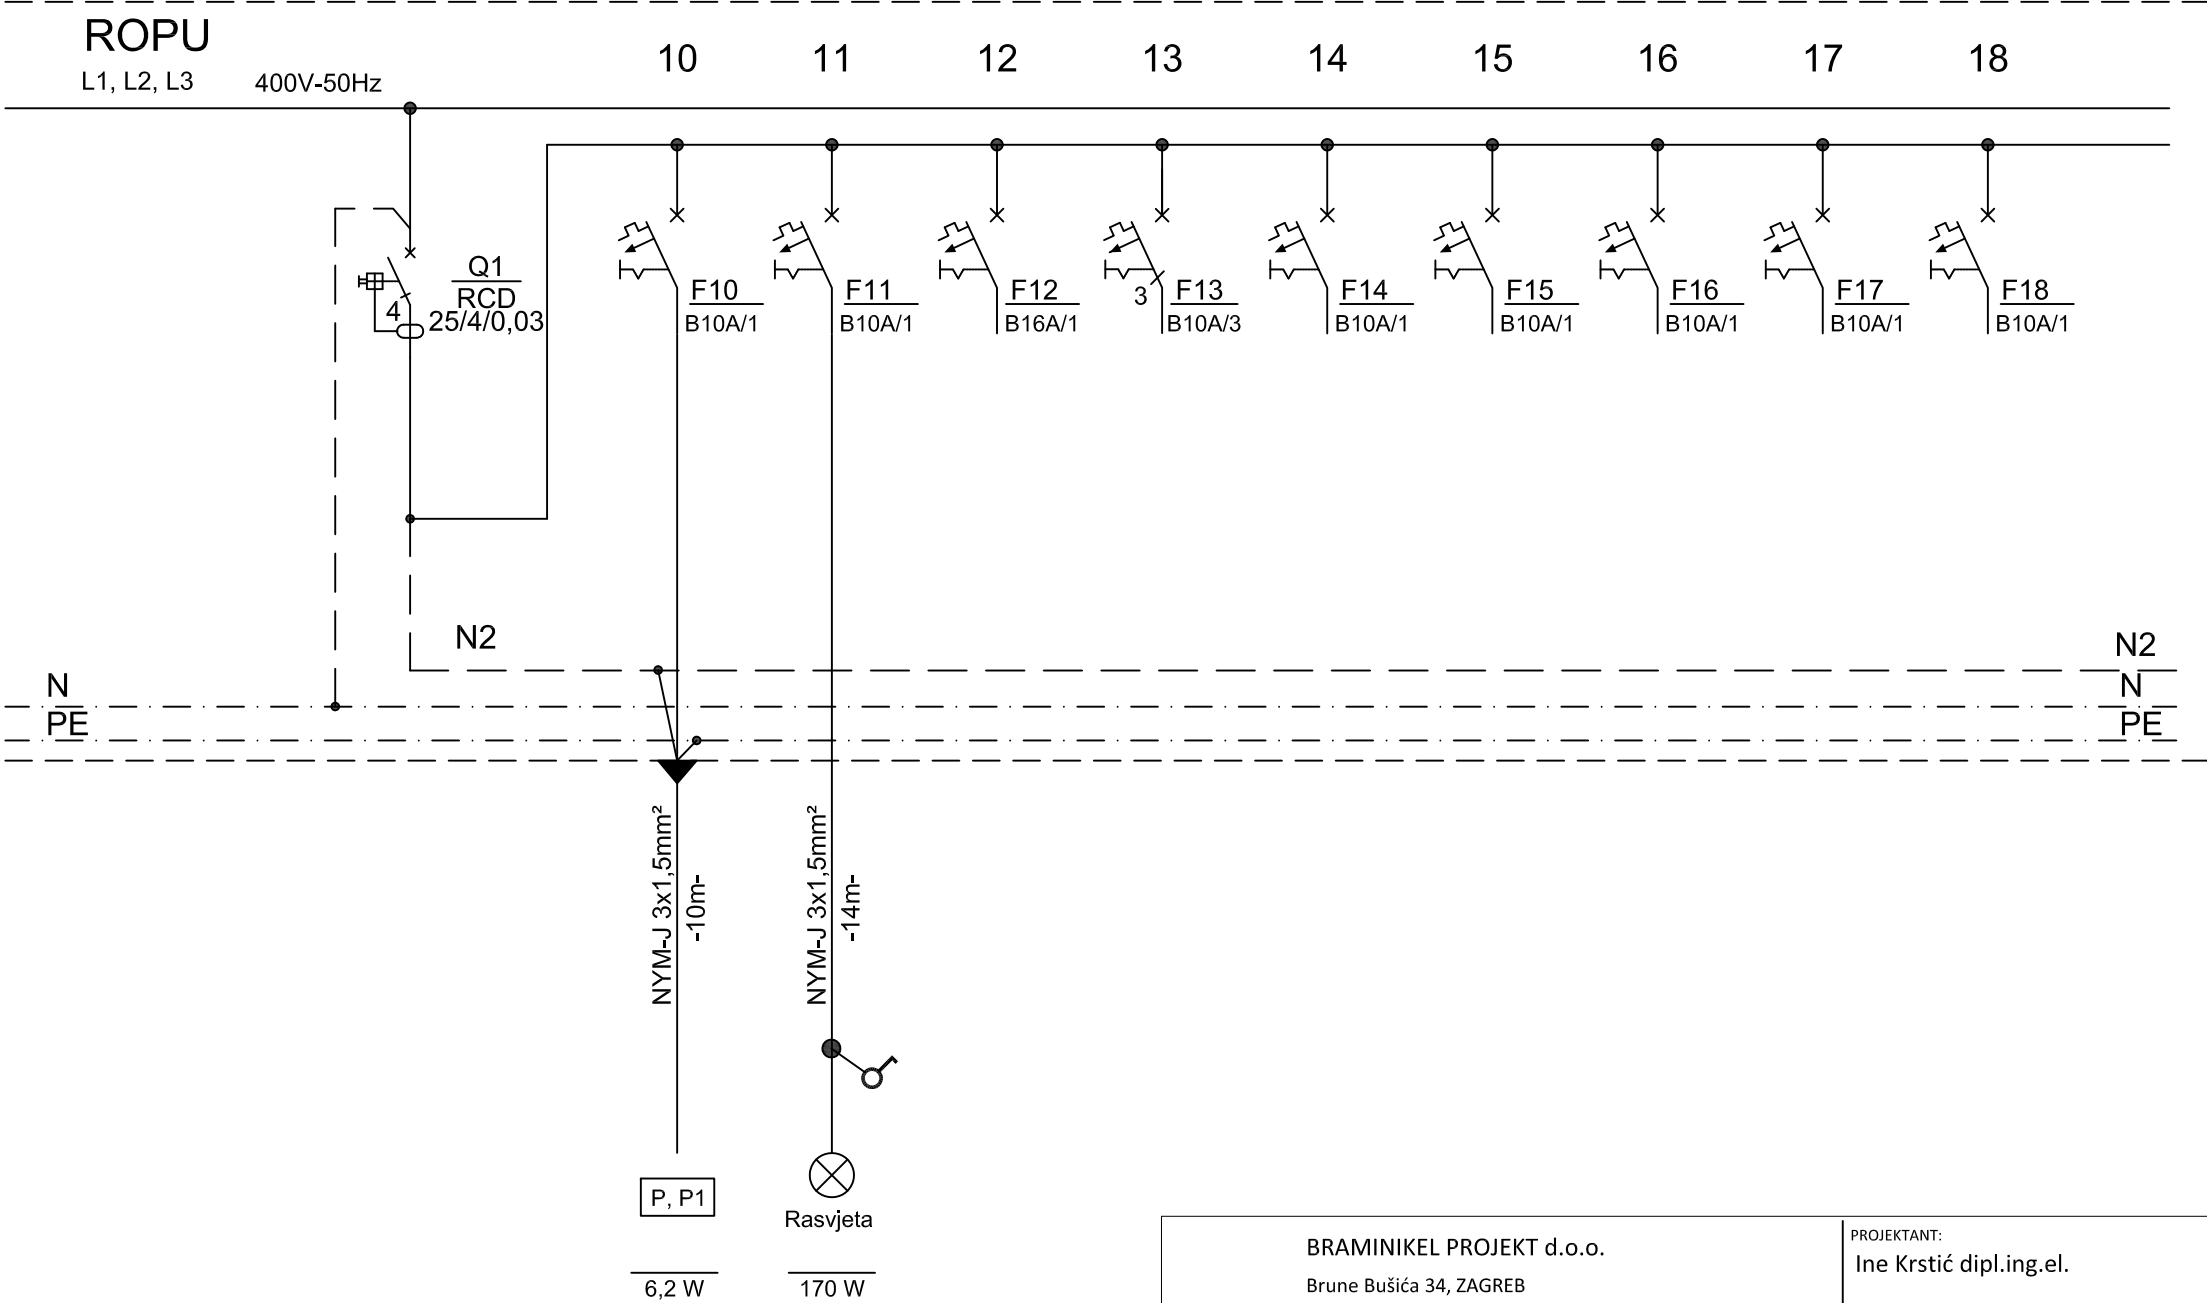 ROPU
L1, L2, L3 400V-50Hz
10 11 12 13 14 15 16 17 18
Q1
RCD
25/4/0,03
4
F10
B10A/1
F11
B10A/1
F12
B16A/1
3
F13
B10A/3
F14
B10A/1
F15
B10A/1
F16
B10A/1
F17
B10A/1
F18
B10A/1
N2 N2
N N
PE PE
NYM-J 3x1,5mm²
-10m-
NYM-J 3x1,5mm²
-14m-
P, P1
Rasvjeta
6,2 W
170 W
BRAMINIKEL PROJEKT d.o.o.
Brune Bušića 34, ZAGREB
PROJEKTANT:
Ine Krstić dipl.ing.el.